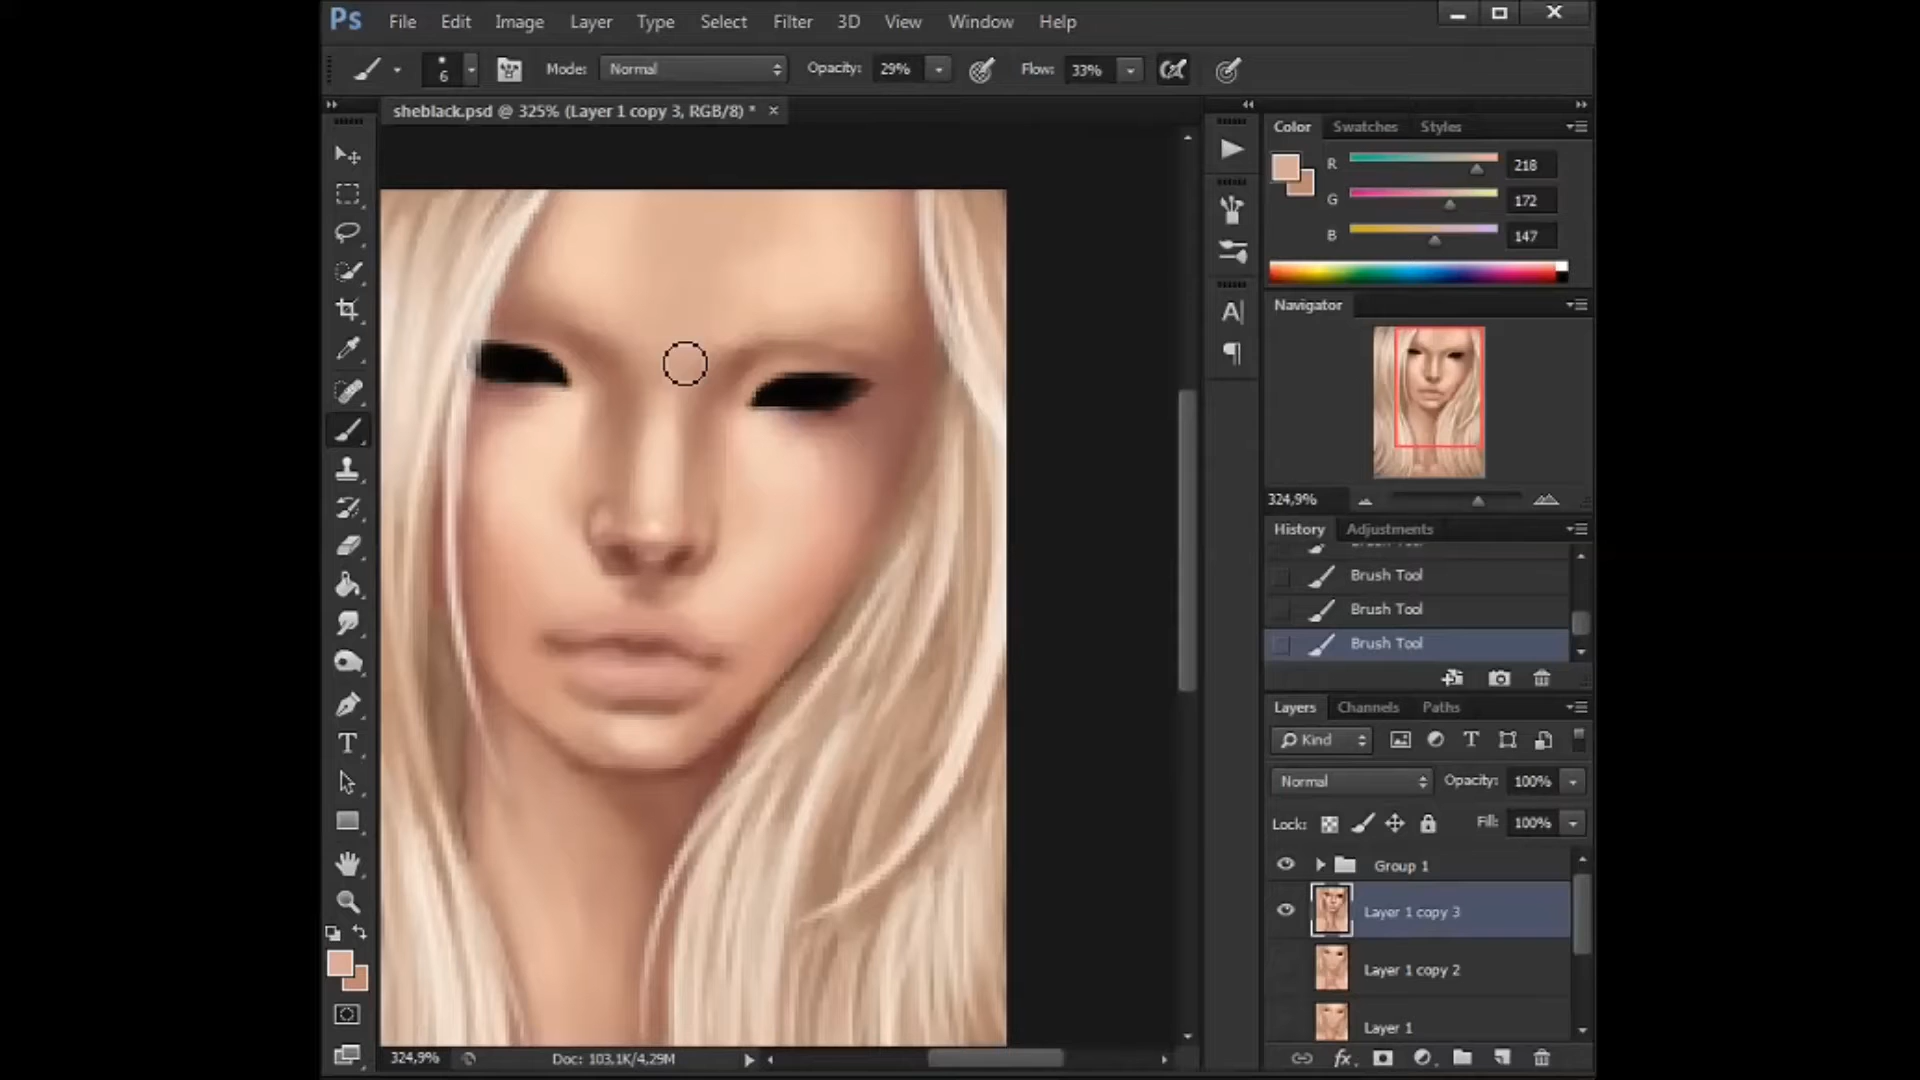 Ps File Edit Image Layer Type Select Filter 3D View Window Help
6 Mode: Normal Opacity: 29% Flow: 33%
sheblack.psd @ 325% (Layer 1 copy 3, RGB/8) * ×
Color Swatches Styles
R 218
G 172
B 147
Navigator
324,9%
History Adjustments
Brush Tool
Brush Tool
Brush Tool
Brush Tool
Layers Channels Paths
Kind
Normal Opacity: 100%
Lock: Fill: 100%
Group 1
Layer 1 copy 3
Layer 1 copy 2
Layer 1
324,9% Doc: 103,1K/4,29M